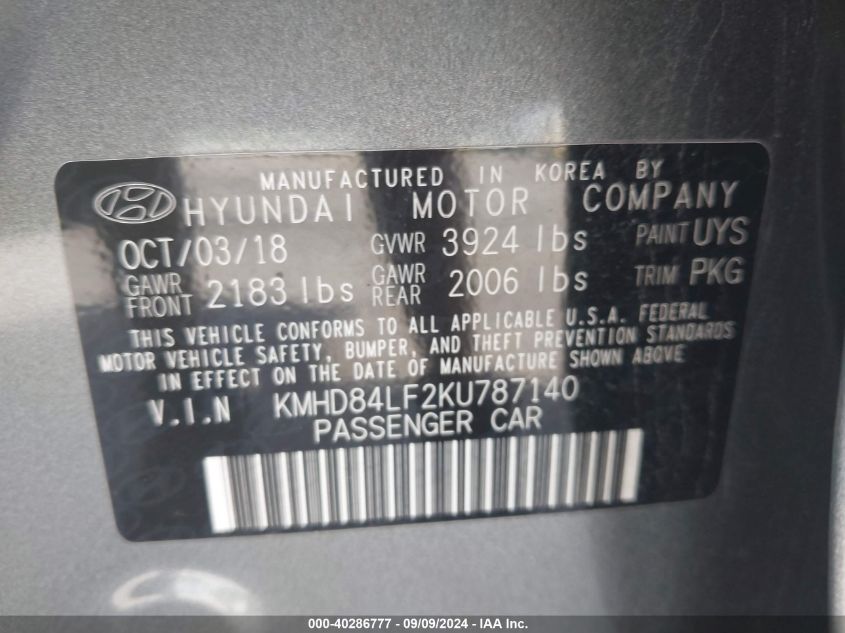 MANUFACTURED IN KOREA BY
HYUNDAI MOTOR COMPANY
OCT/03/18 GVWR 3924 lbs PAINT UYS
GAWR FRONT 2183 lbs GAWR REAR 2006 lbs TRIM PKG
THIS VEHICLE CONFORMS TO ALL APPLICABLE U.S.A. FEDERAL
MOTOR VEHICLE SAFETY, BUMPER, AND THEFT PREVENTION STANDARDS
IN EFFECT ON THE DATE OF MANUFACTURE SHOWN ABOVE
V.I.N KMHD84LF2KU787140
PASSENGER CAR
000-40286777 - 09/09/2024 - IAA Inc.